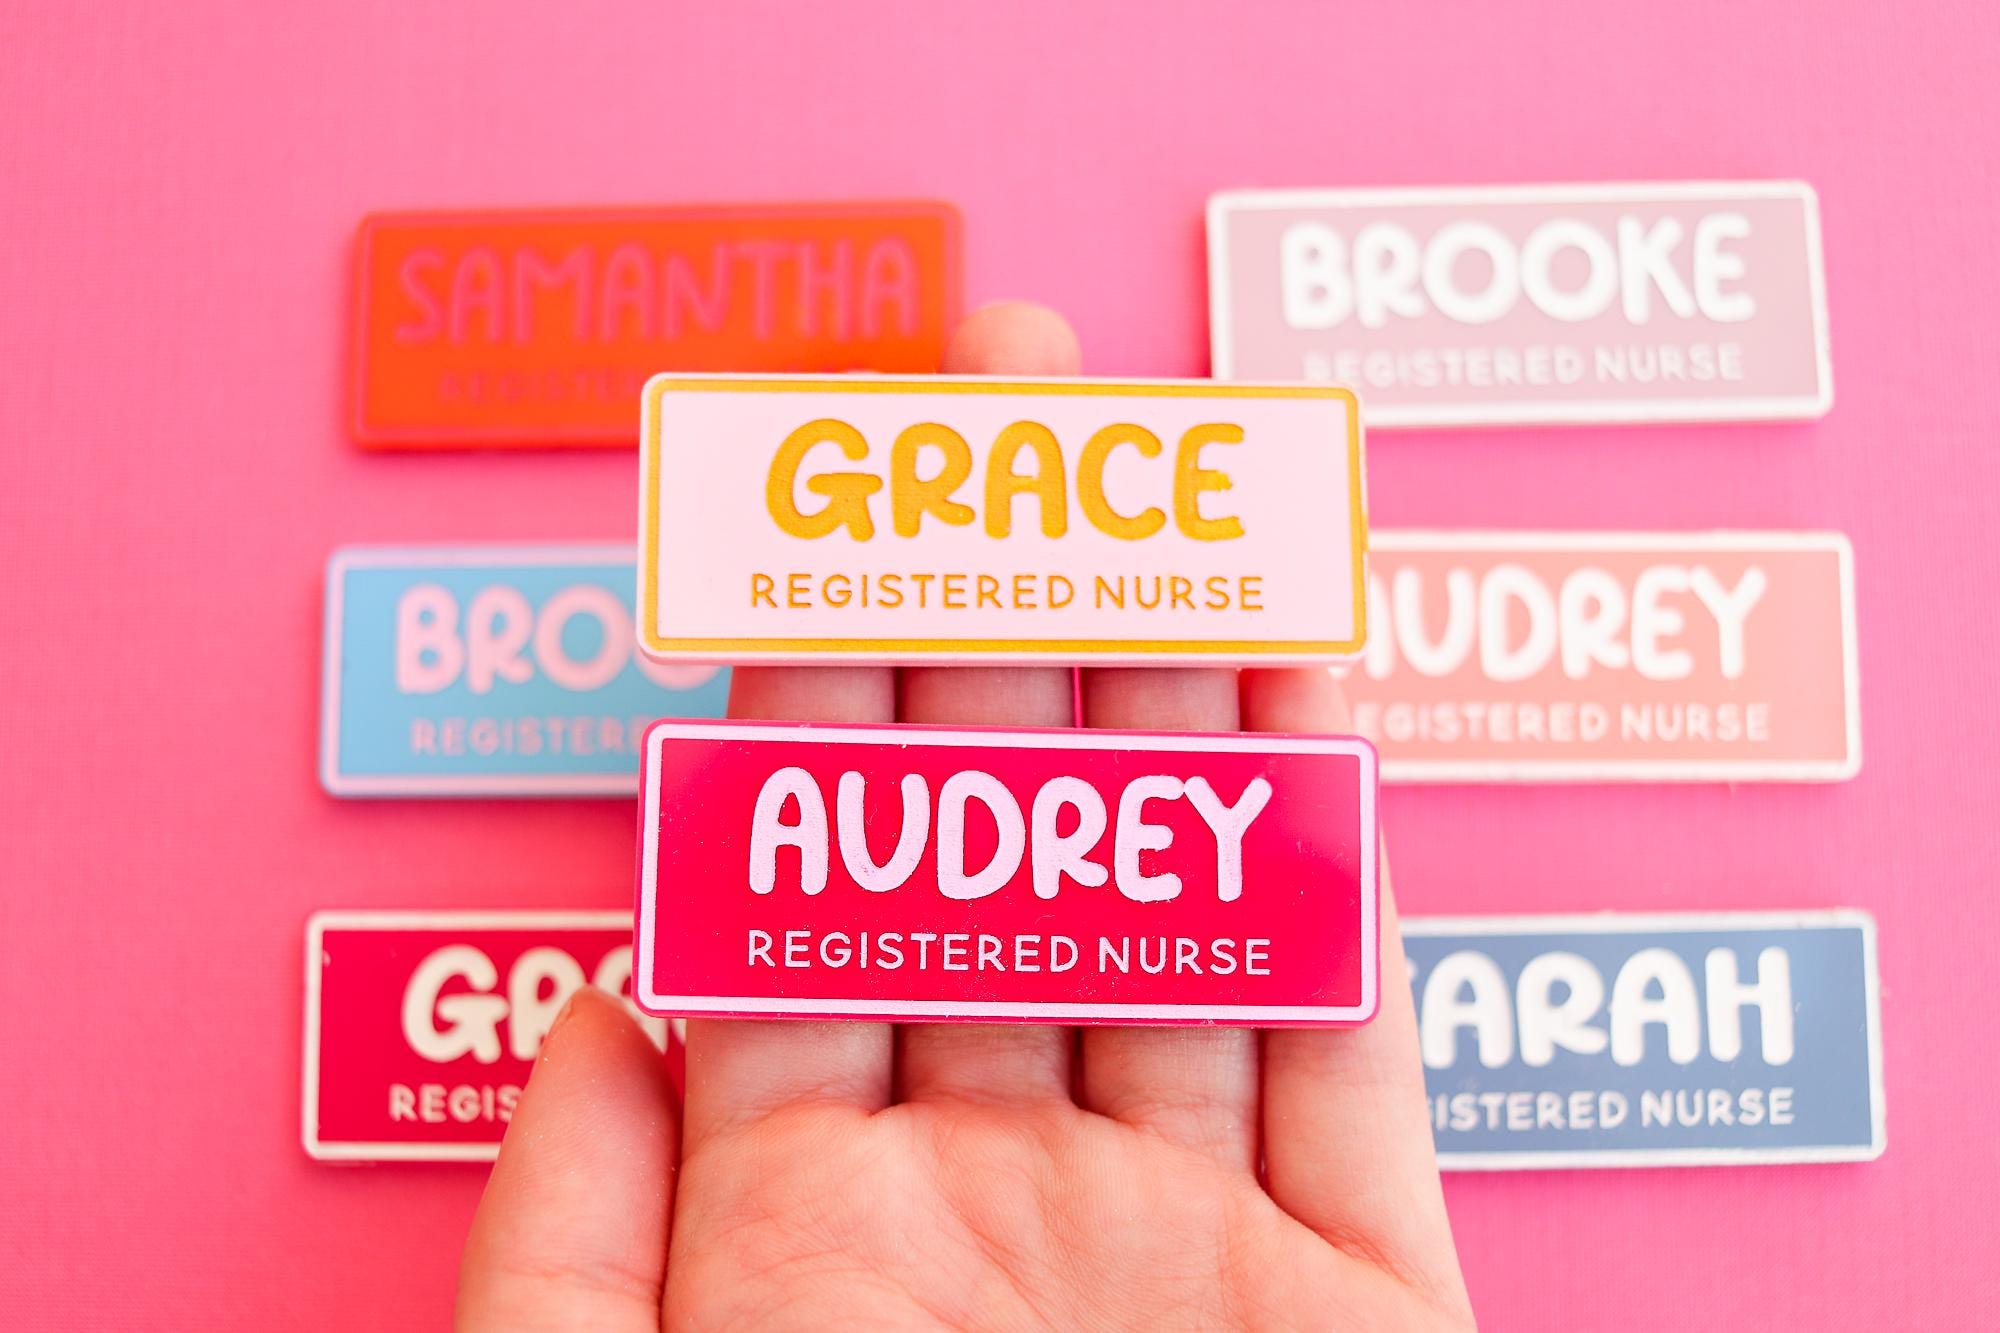 SAMANTHA
BROOKE
REGISTERED NURSE
GRACE
REGISTERED NURSE
AUDREY
REGISTERED NURSE
AUDREY
REGISTERED NURSE
REGISTERED NURSE